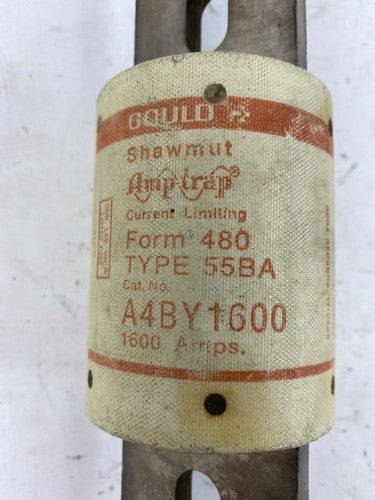 GOULD
Shawmut
Amp-trap®
Current Limiting
Form 480
TYPE 55BA
Cat. No.
A4BY1600
1600 Amps.